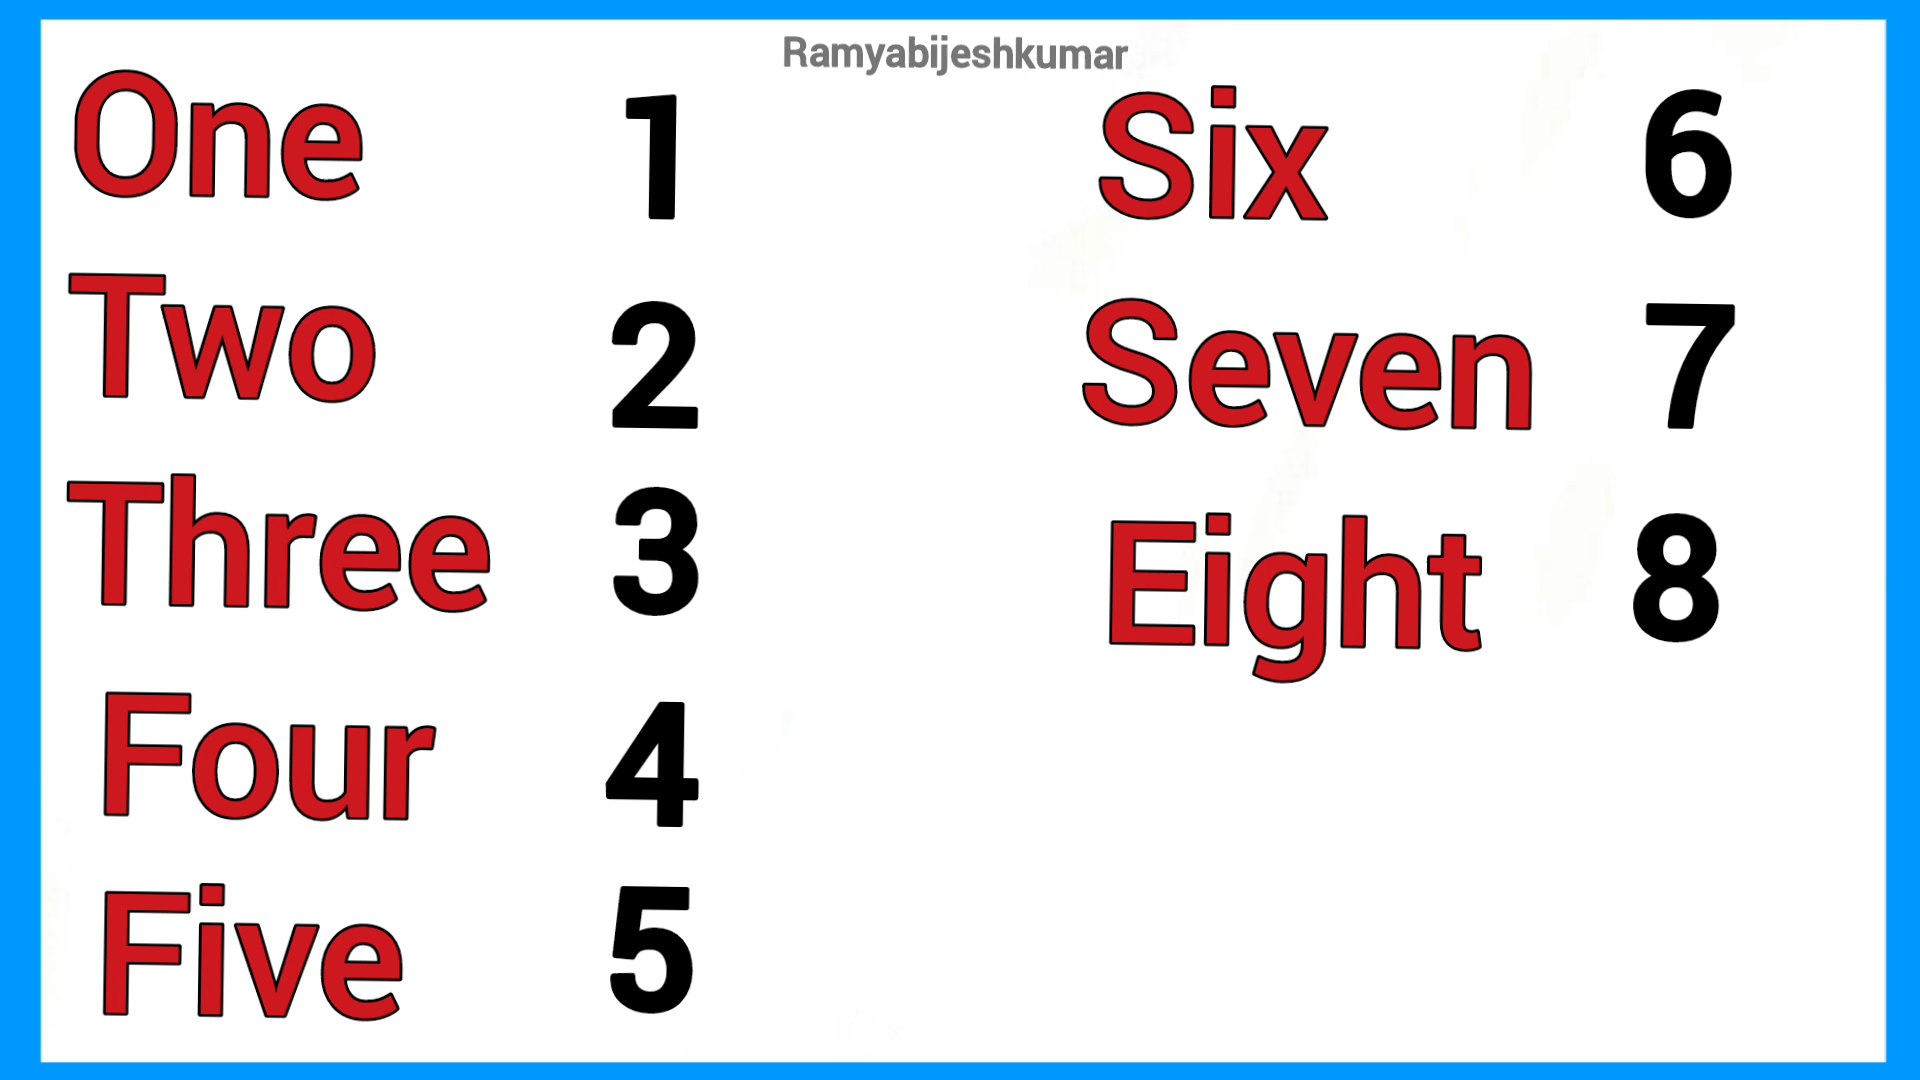 Ramyabijeshkumar
One 1
Two 2
Three 3
Four 4
Five 5
Six 6
Seven 7
Eight 8